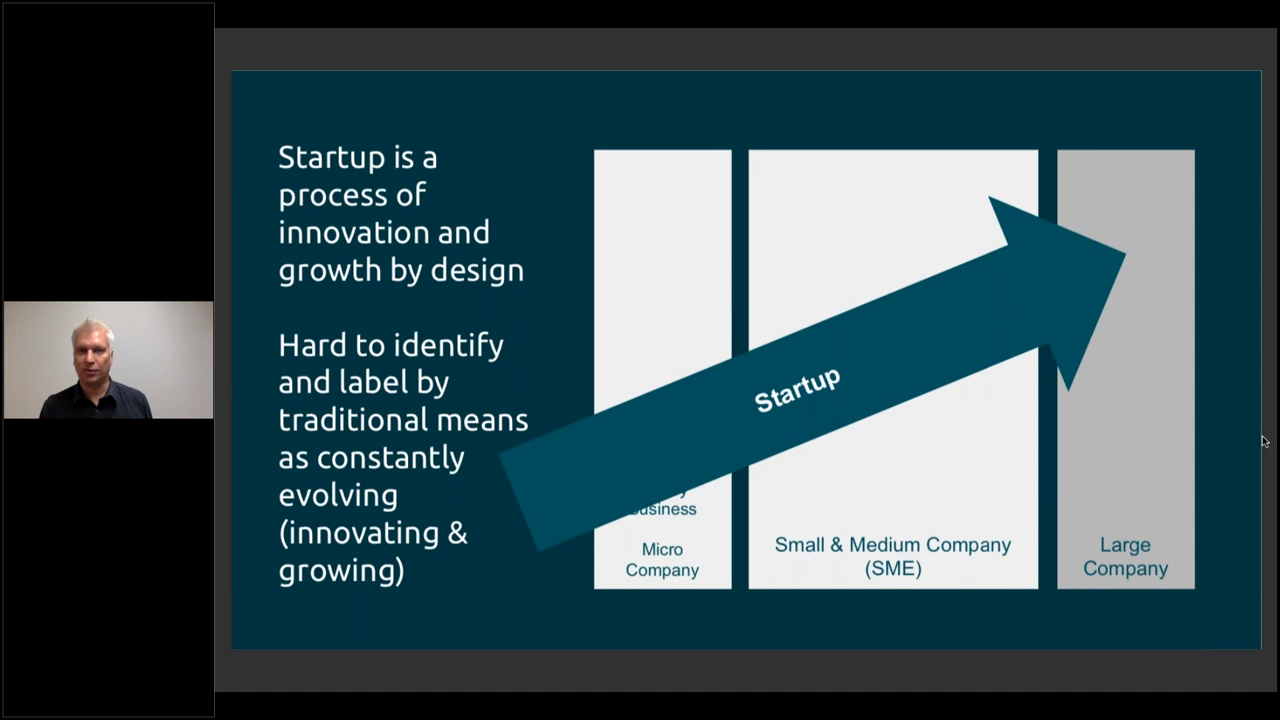 Startup is a
process of
innovation and
growth by design
Hard to identify
and label by
traditional means
as constantly
evolving
(innovating &
growing)
Startup
Business
Micro
Company
Small & Medium Company
(SME)
Large
Company